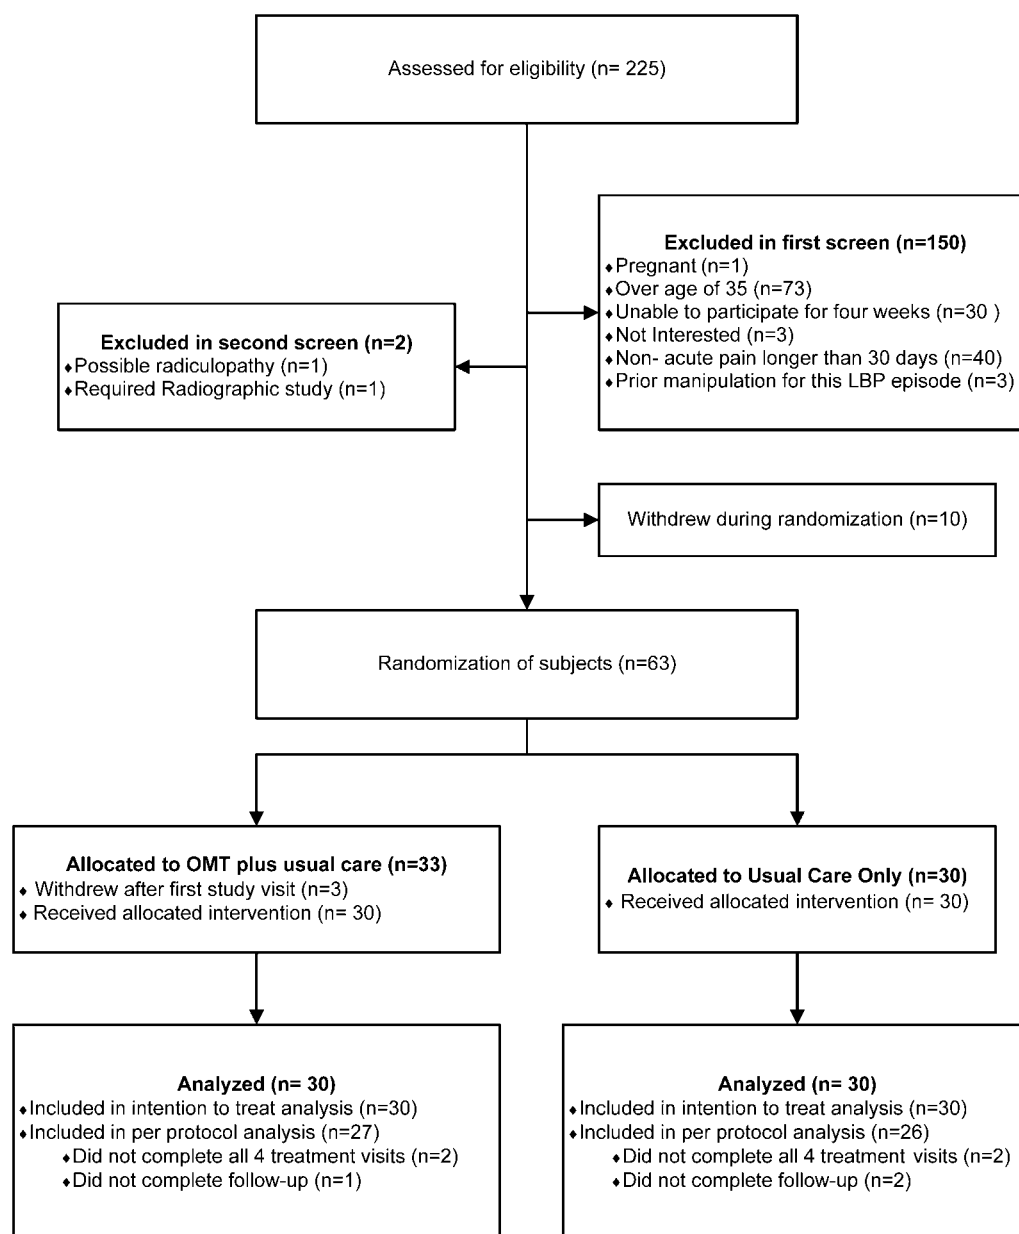 Assessed for eligibility (n= 225)
Excluded in first screen (n=150)
♦Pregnant (n=1)
♦Over age of 35 (n=73)
♦Unable to participate for four weeks (n=30 )
♦Not Interested (n=3)
♦Non- acute pain longer than 30 days (n=40)
♦Prior manipulation for this LBP episode (n=3)
Excluded in second screen (n=2)
♦Possible radiculopathy (n=1)
♦Required Radiographic study (n=1)
Withdrew during randomization (n=10)
Randomization of subjects (n=63)
Allocated to OMT plus usual care (n=33)
♦ Withdrew after first study visit (n=3)
♦ Received allocated intervention (n= 30)
Allocated to Usual Care Only (n=30)
♦ Received allocated intervention (n= 30)
Analyzed (n= 30)
♦Included in intention to treat analysis (n=30)
♦Included in per protocol analysis (n=27)
♦Did not complete all 4 treatment visits (n=2)
♦Did not complete follow-up (n=1)
Analyzed (n= 30)
♦Included in intention to treat analysis (n=30)
♦Included in per protocol analysis (n=26)
♦Did not complete all 4 treatment visits (n=2)
♦Did not complete follow-up (n=2)